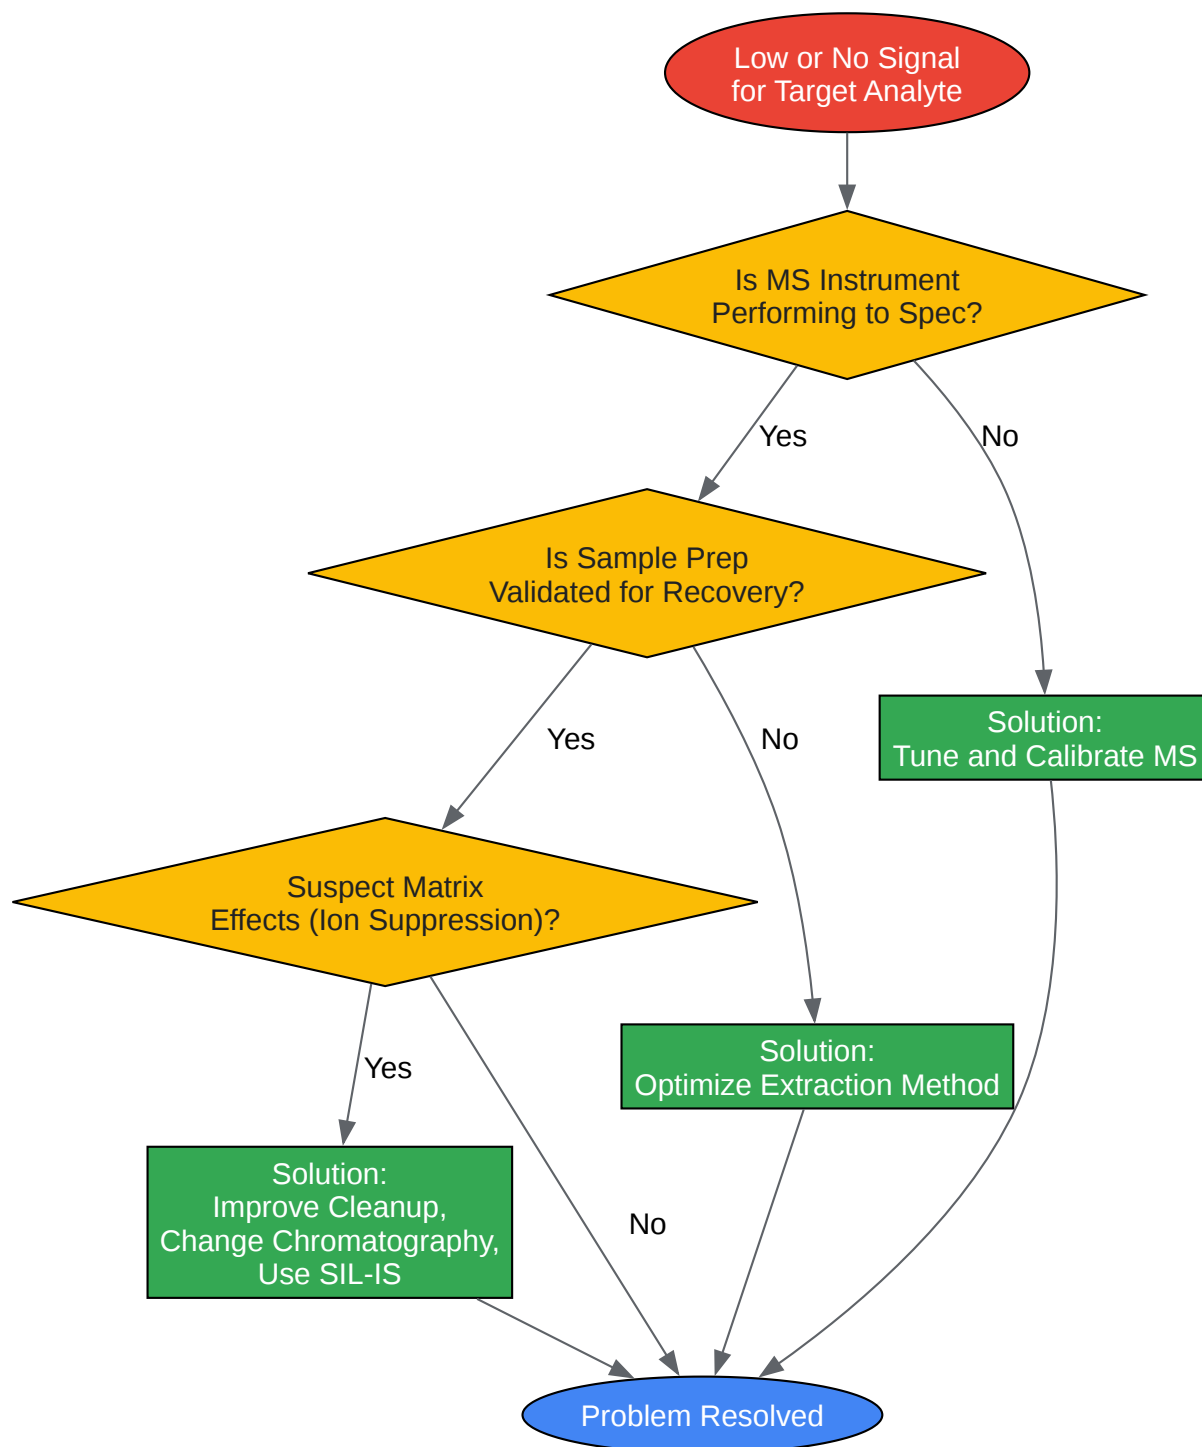 Low or No Signal
for Target Analyte
Is MS Instrument
Performing to Spec?
Yes
No
Is Sample Prep
Validated for Recovery?
Yes
No
Solution:
Tune and Calibrate MS
Suspect Matrix
Effects (Ion Suppression)?
Yes
No
Solution:
Optimize Extraction Method
Solution:
Improve Cleanup,
Change Chromatography,
Use SIL-IS
Problem Resolved